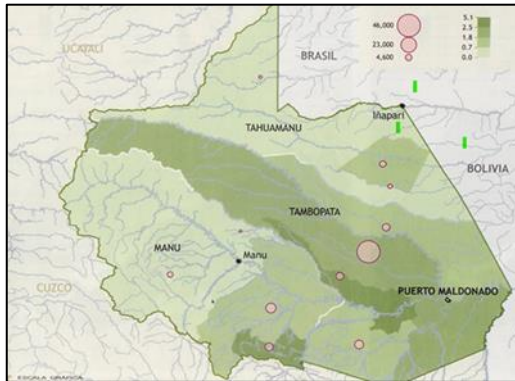 UCAYALI
BRASIL
46,000
23,000
4,600
5.1
2.5
1.8
0.7
0.0
Iñapari
TAHUAMANU
BOLIVIA
TAMBOPATA
MANU
Manu
CUZCO
PUERTO MALDONADO
ESCALA GRAFICA